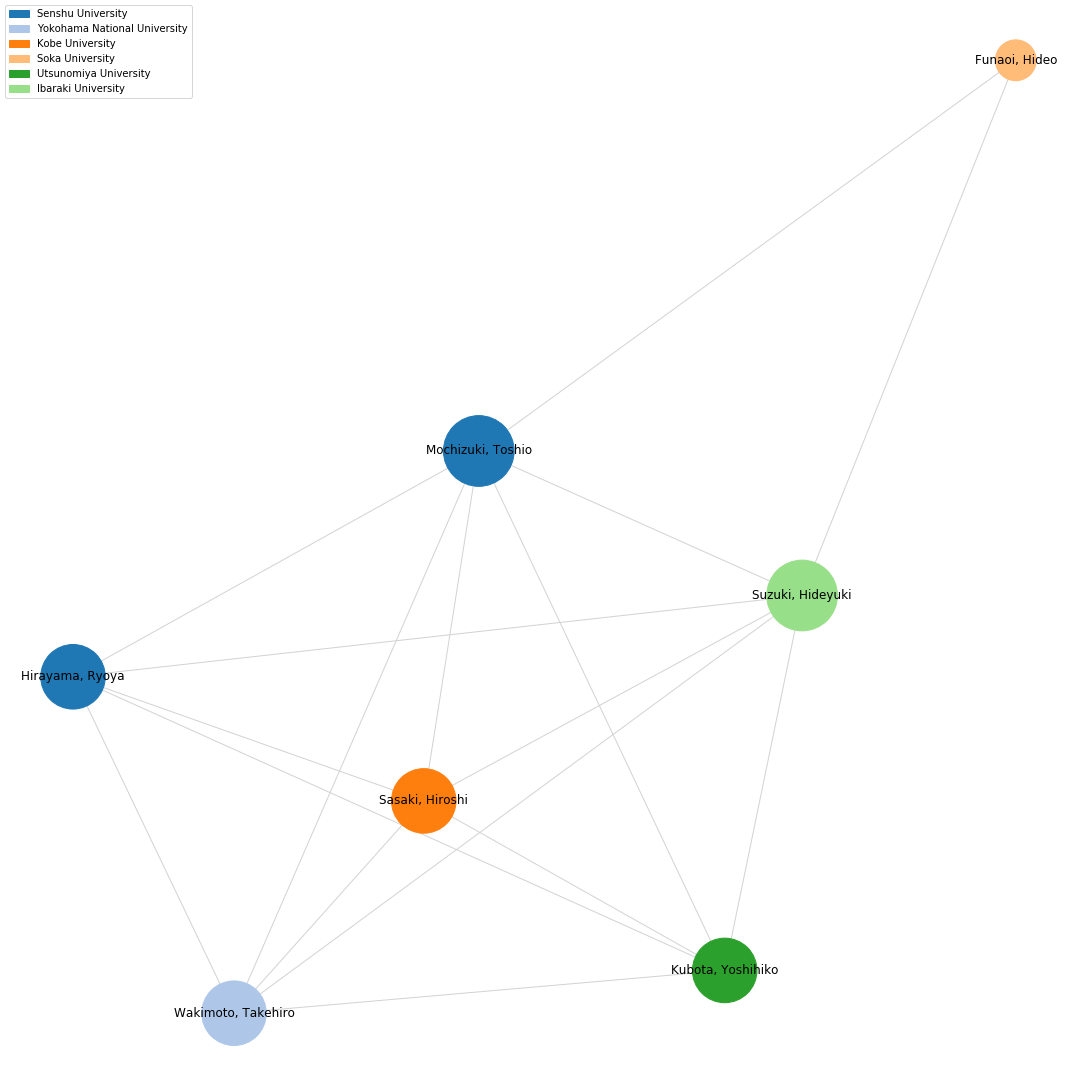 Senshu University
Yokohama National University
Kobe University
Soka University
Utsunomiya University
Ibaraki University
Funaoi, Hideo
Mochizuki, Toshio
Suzuki, Hideyuki
Hirayama, Ryoya
Sasaki, Hiroshi
Kubota, Yoshihiko
Wakimoto, Takehiro